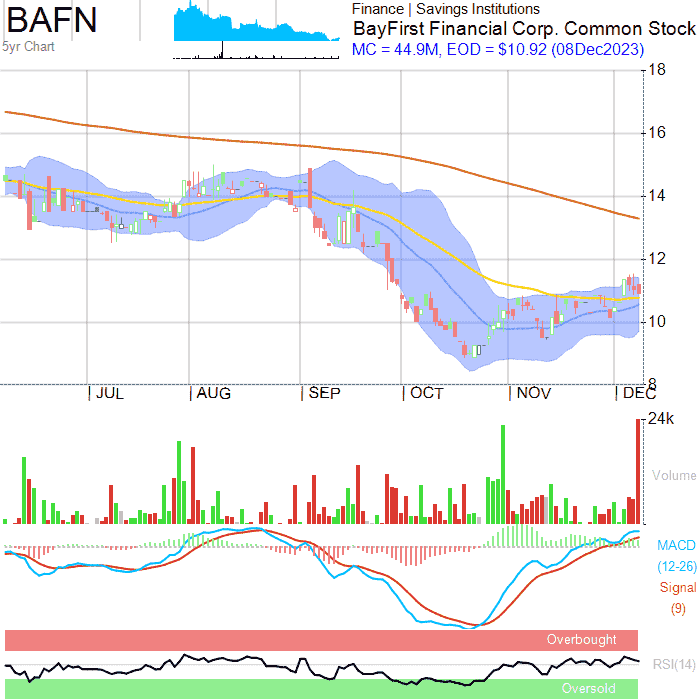 BAFN
5yr Chart
Finance | Savings Institutions
BayFirst Financial Corp. Common Stock
MC = 44.9M, EOD = $10.92 (08Dec2023)
18
16
14
12
10
8
JUL AUG SEP OCT NOV DEC
24k
Volume
MACD
(12-26)
Signal
(9)
Overbought
RSI(14)
Oversold